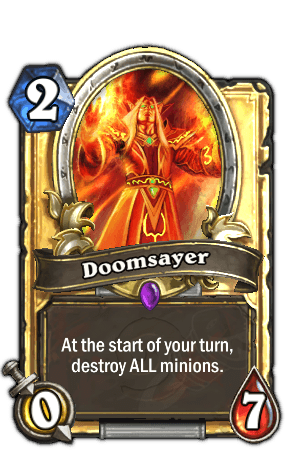 2
Doomsayer
At the start of your turn,
destroy ALL minions.
0
7